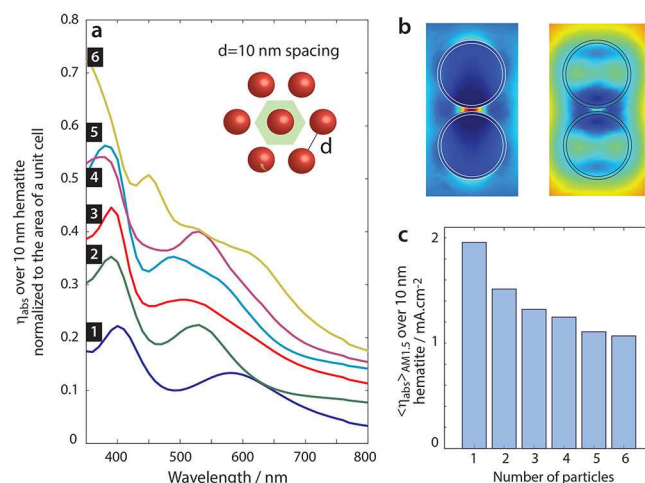 a
d=10 nm spacing
d
6
5
4
3
2
1
0.8
0.7
0.6
0.5
0.4
0.3
0.2
0.1
0
400 500 600 700 800
Wavelength / nm
η_abs over 10 nm hematite
normalized to the area of a unit cell
b
c
2
1
0
1 2 3 4 5 6
Number of particles
<η_abs>_AM1.5 over 10 nm
hematite / mA.cm-2